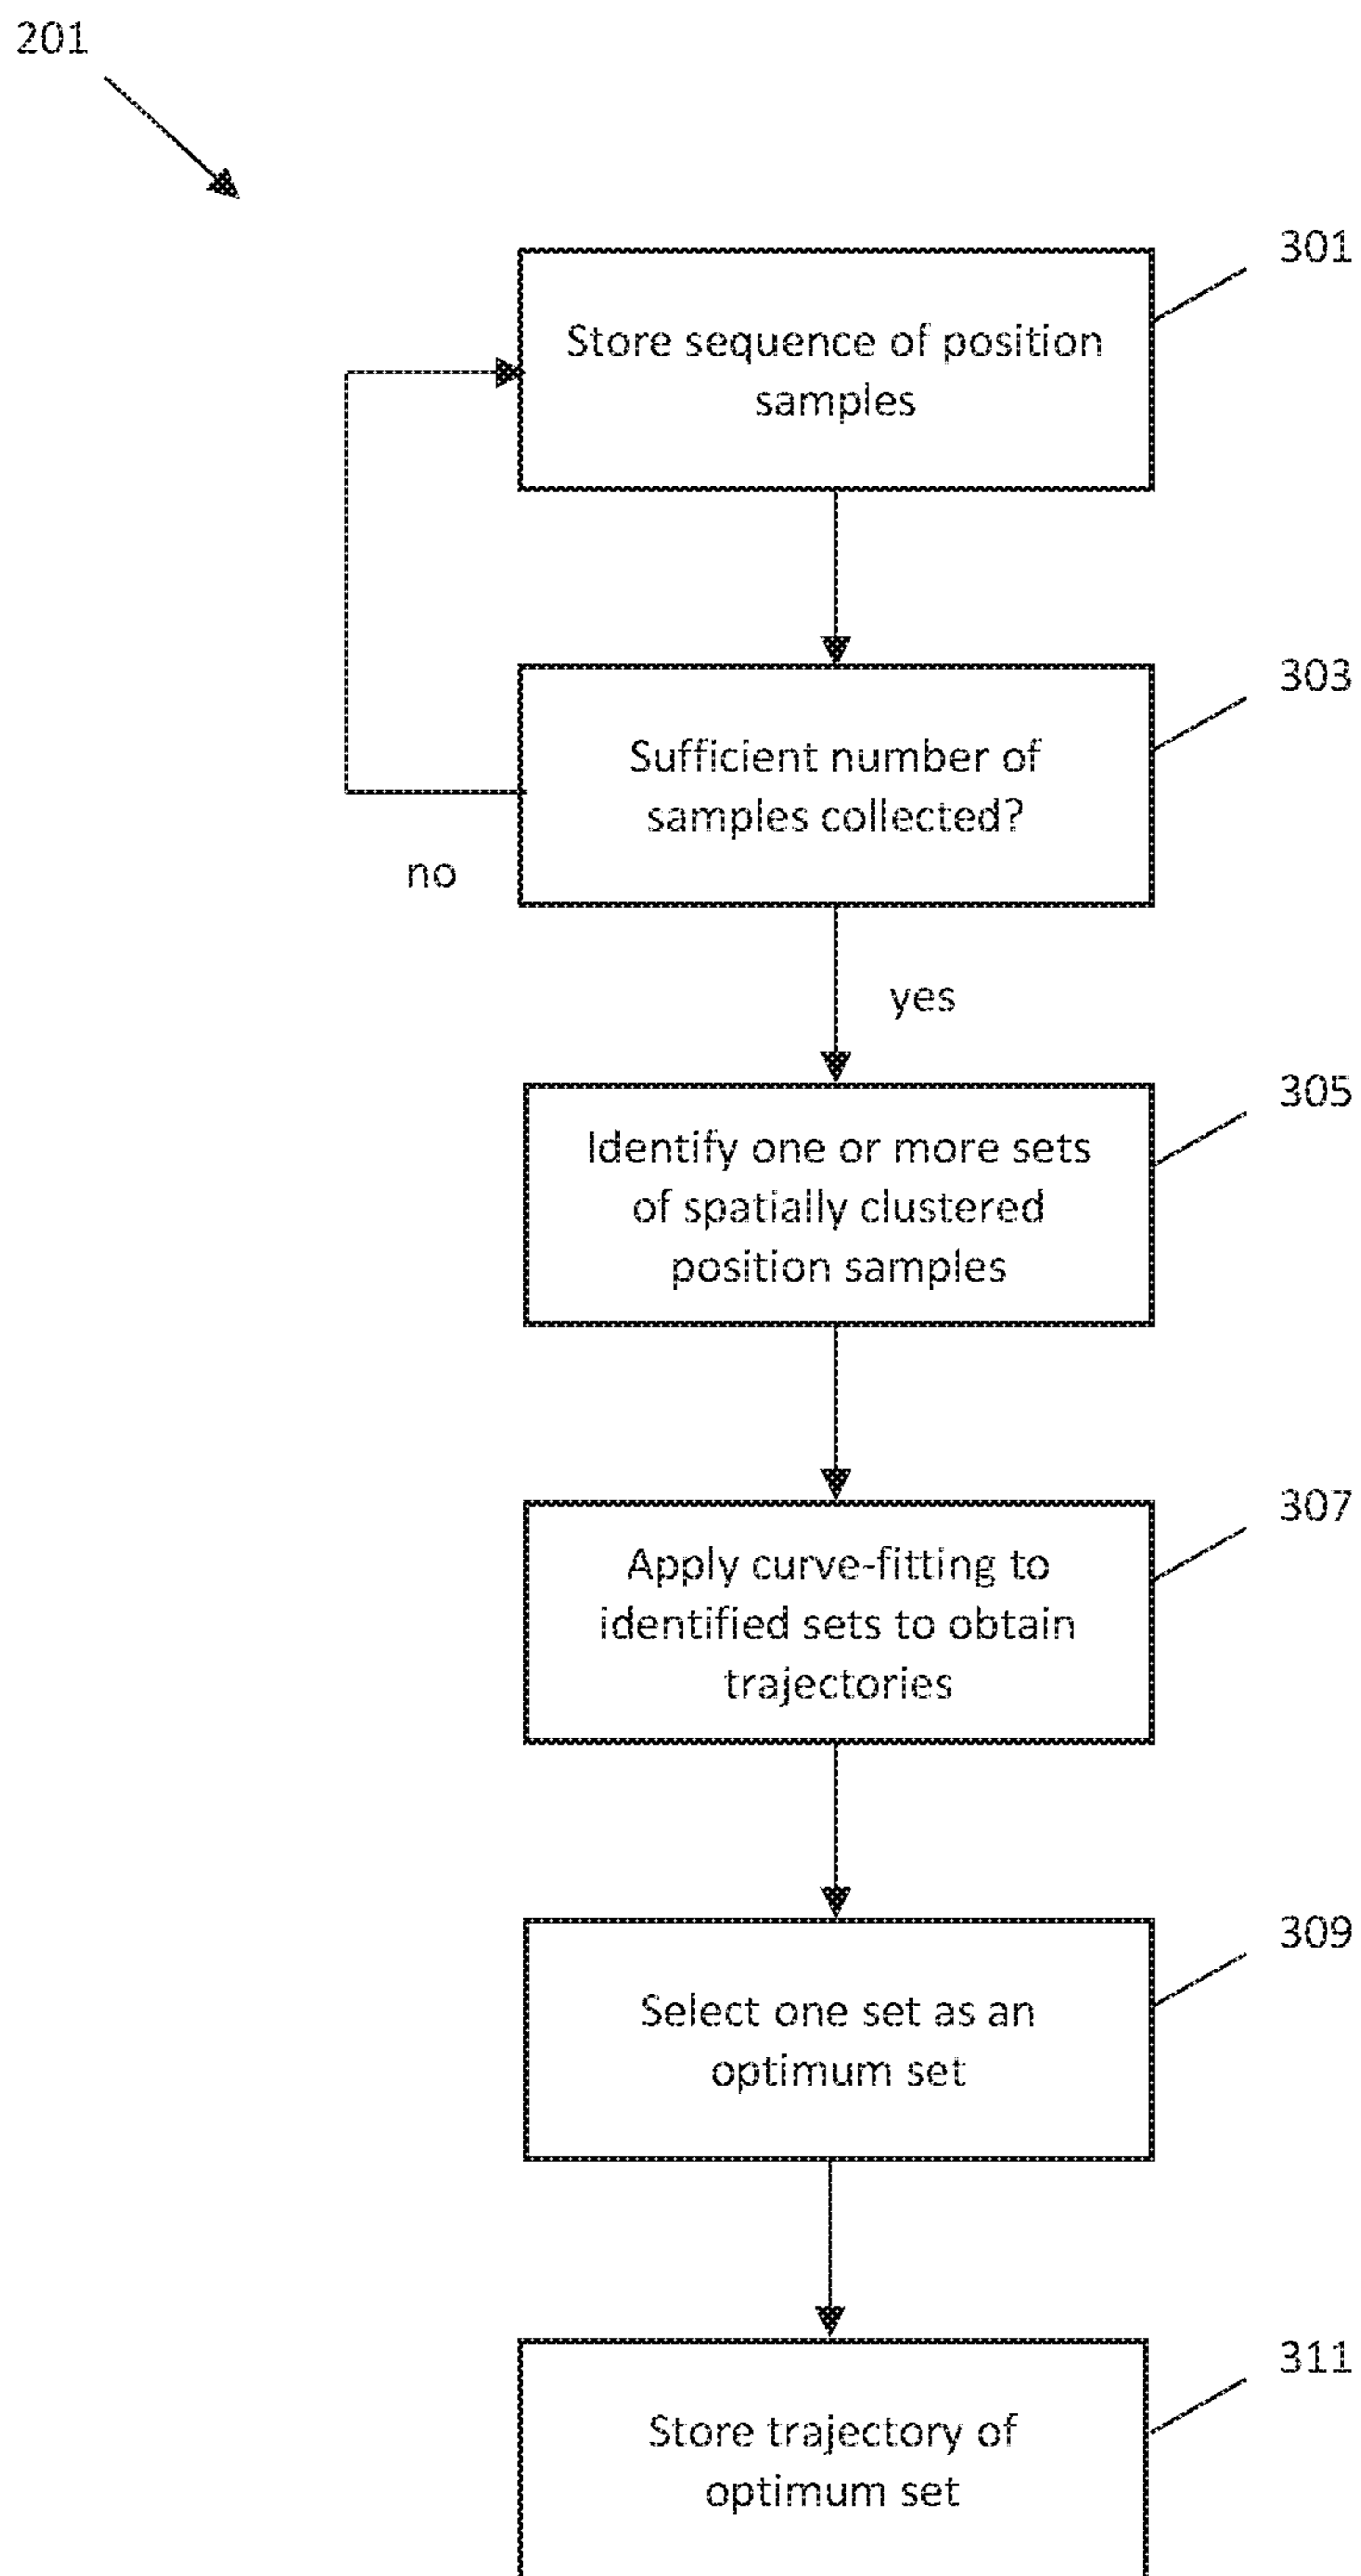 201
301
Store sequence of position
samples
303
Sufficient number of
samples collected?
no
yes
305
Identify one or more sets
of spatially clustered
position samples
307
Apply curve-fitting to
identified sets to obtain
trajectories
309
Select one set as an
optimum set
311
Store trajectory of
optimum set